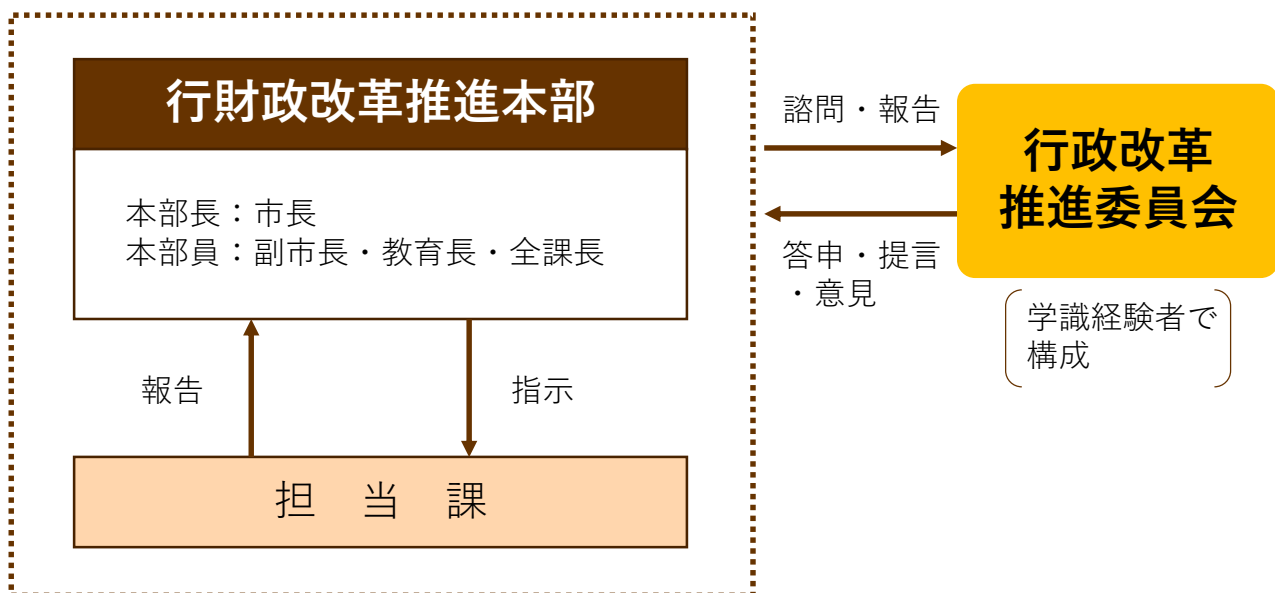 行財政改革推進本部
本部長：市長
本部員：副市長・教育長・全課長
報告
指示
担　当　課
諮問・報告
答申・提言
・意見
行政改革
推進委員会
学識経験者で
構成